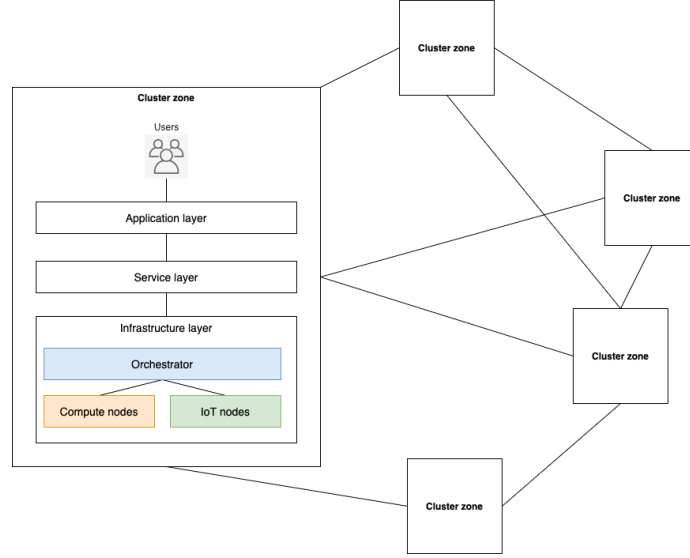 Cluster zone
Cluster zone
Users
Application layer
Cluster zone
Service layer
Infrastructure layer
Orchestrator
Cluster zone
Compute nodes
IoT nodes
Cluster zone